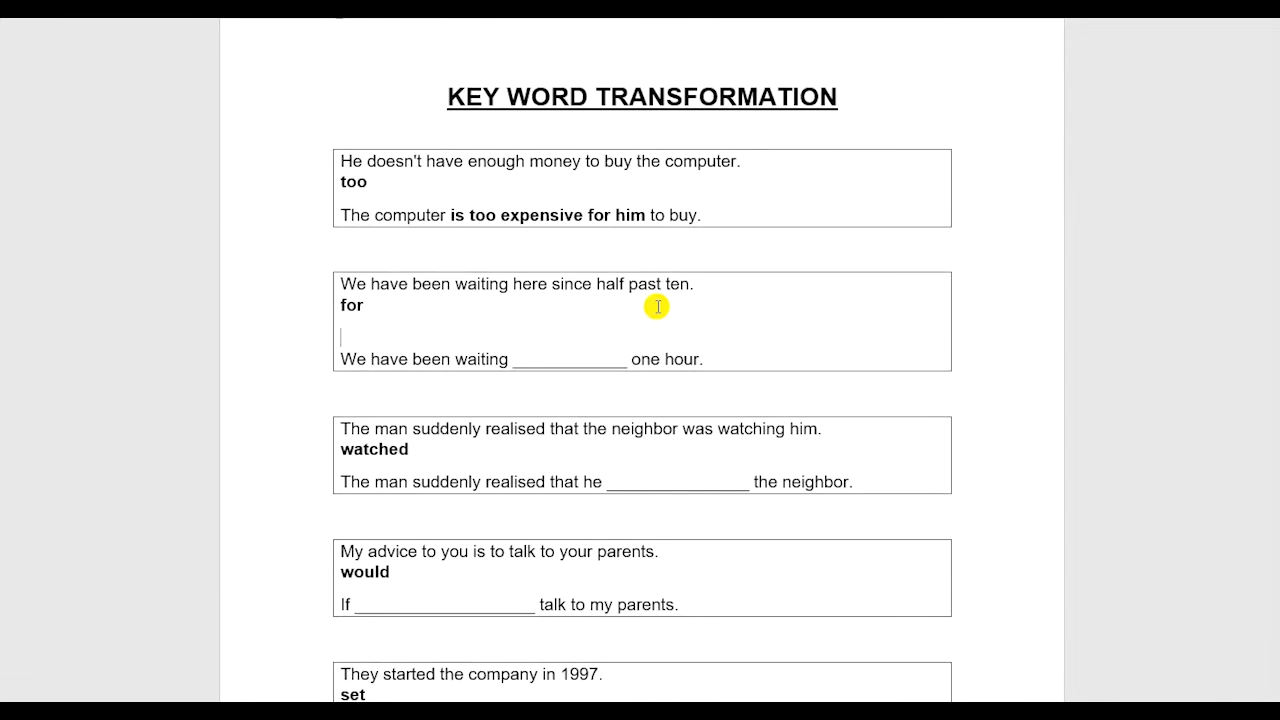 KEY WORD TRANSFORMATION
He doesn't have enough money to buy the computer.
too
The computer is too expensive for him to buy.
We have been waiting here since half past ten.
for
We have been waiting _____________ one hour.
The man suddenly realised that the neighbor was watching him.
watched
The man suddenly realised that he ________________ the neighbor.
My advice to you is to talk to your parents.
would
If ____________________ talk to my parents.
They started the company in 1997.
set